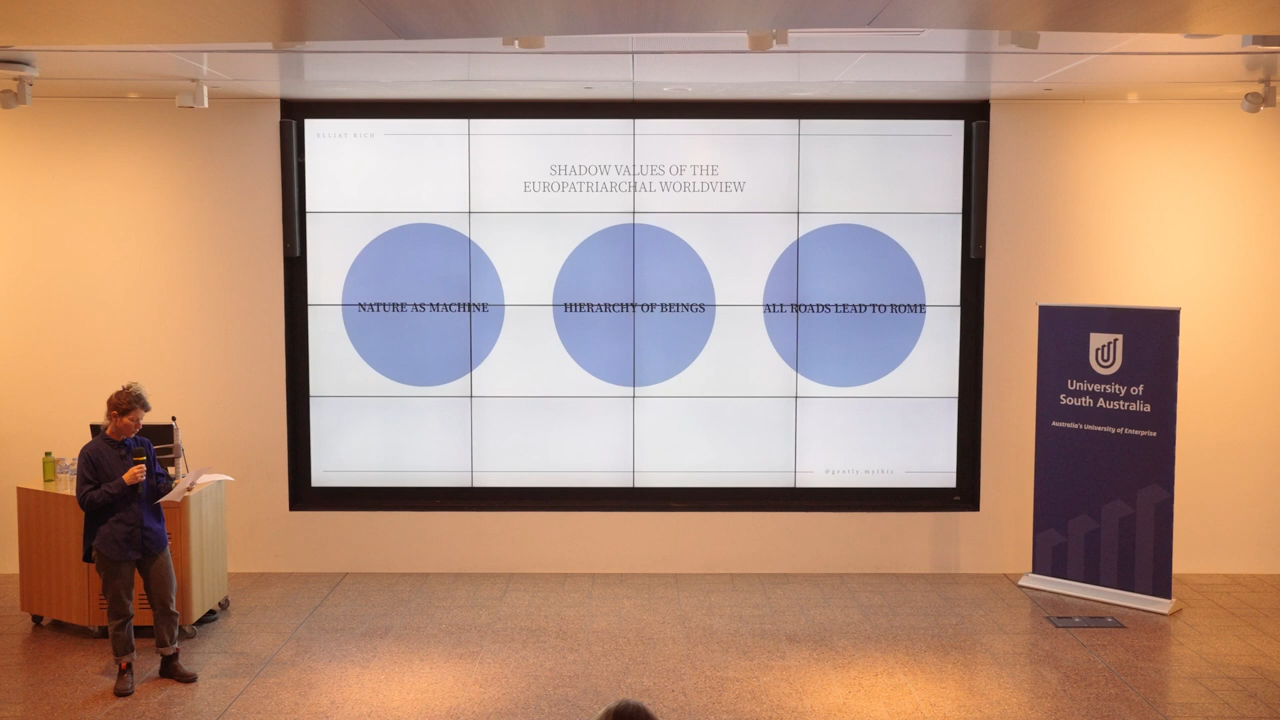 ELLIAT RICH
SHADOW VALUES OF THE
EUROPATRIARCHAL WORLDVIEW
NATURE AS MACHINE
HIERARCHY OF BEINGS
ALL ROADS LEAD TO ROME
@gently.mythic
University of
South Australia
Australia's University of Enterprise